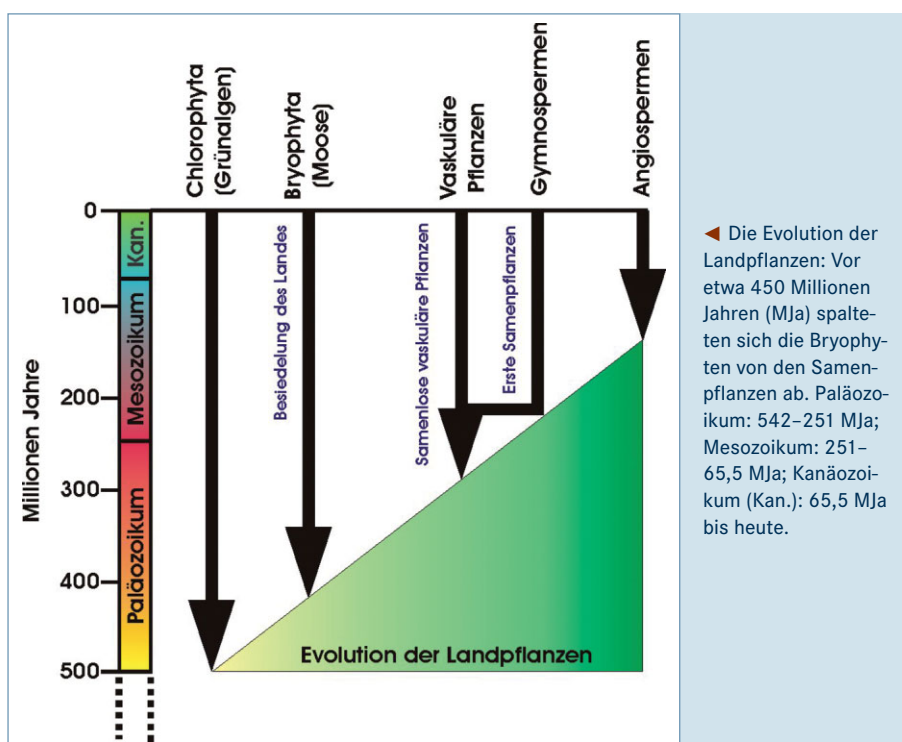 Chlorophyta
(Grünalgen)
Bryophyta
(Moose)
Vaskuläre
Pflanzen
Gymnospermen
Angiospermen
Millionen Jahre
0
100
200
300
400
500
Kan.
Mesozoikum
Paläozoikum
Besiedelung des Landes
Samenlose vaskuläre Pflanzen
Erste Samenpflanzen
Evolution der Landpflanzen
◄ Die Evolution der
Landpflanzen: Vor
etwa 450 Millionen
Jahren (MJa) spalte-
ten sich die Bryophy-
ten von den Samen-
pflanzen ab. Paläozo-
ikum: 542–251 MJa;
Mesozoikum: 251–
65,5 MJa; Kanäozoi-
kum (Kan.): 65,5 MJa
bis heute.